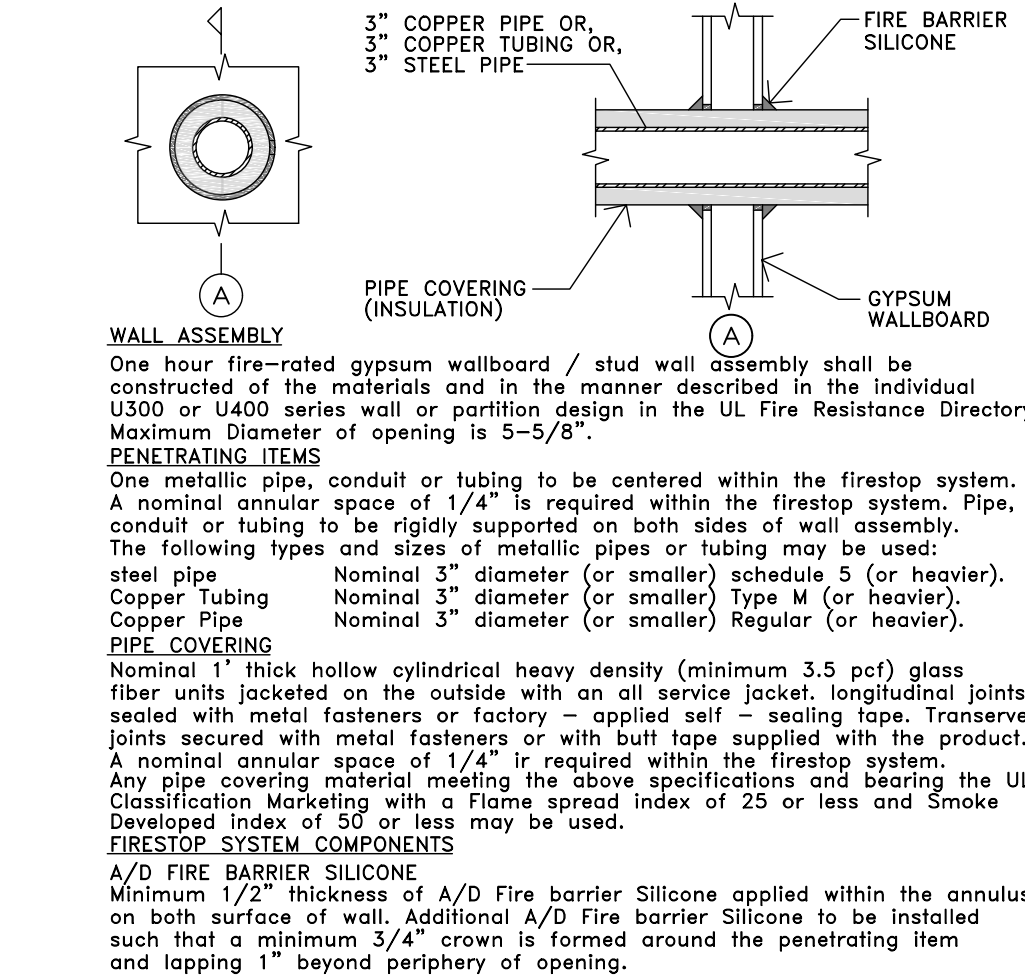 3” COPPER PIPE OR,
3” COPPER TUBING OR,
3” STEEL PIPE
FIRE BARRIER
SILICONE
PIPE COVERING
(INSULATION)
GYPSUM
WALLBOARD
A
A
WALL ASSEMBLY
One hour fire–rated gypsum wallboard / stud wall assembly shall be
constructed of the materials and in the manner described in the individual
U300 or U400 series wall or partition design in the UL Fire Resistance Directory
Maximum Diameter of opening is 5–5/8”.
PENETRATING ITEMS
One metallic pipe, conduit or tubing to be centered within the firestop system.
A nominal annular space of 1/4” is required within the firestop system. Pipe,
conduit or tubing to be rigidly supported on both sides of wall assembly.
The following types and sizes of metallic pipes or tubing may be used:
steel pipe Nominal 3” diameter (or smaller) schedule 5 (or heavier).
Copper Tubing Nominal 3” diameter (or smaller) Type M (or heavier).
Copper Pipe Nominal 3” diameter (or smaller) Regular (or heavier).
PIPE COVERING
Nominal 1’ thick hollow cylindrical heavy density (minimum 3.5 pcf) glass
fiber units jacketed on the outside with an all service jacket. longitudinal joints
sealed with metal fasteners or factory – applied self – sealing tape. Transerve
joints secured with metal fasteners or with butt tape supplied with the product.
A nominal annular space of 1/4” ir required within the firestop system.
Any pipe covering material meeting the above specifications and bearing the UL
Classification Marketing with a Flame spread index of 25 or less and Smoke
Developed index of 50 or less may be used.
FIRESTOP SYSTEM COMPONENTS
A/D FIRE BARRIER SILICONE
Minimum 1/2” thickness of A/D Fire barrier Silicone applied within the annulus
on both surface of wall. Additional A/D Fire barrier Silicone to be installed
such that a minimum 3/4” crown is formed around the penetrating item
and lapping 1” beyond periphery of opening.